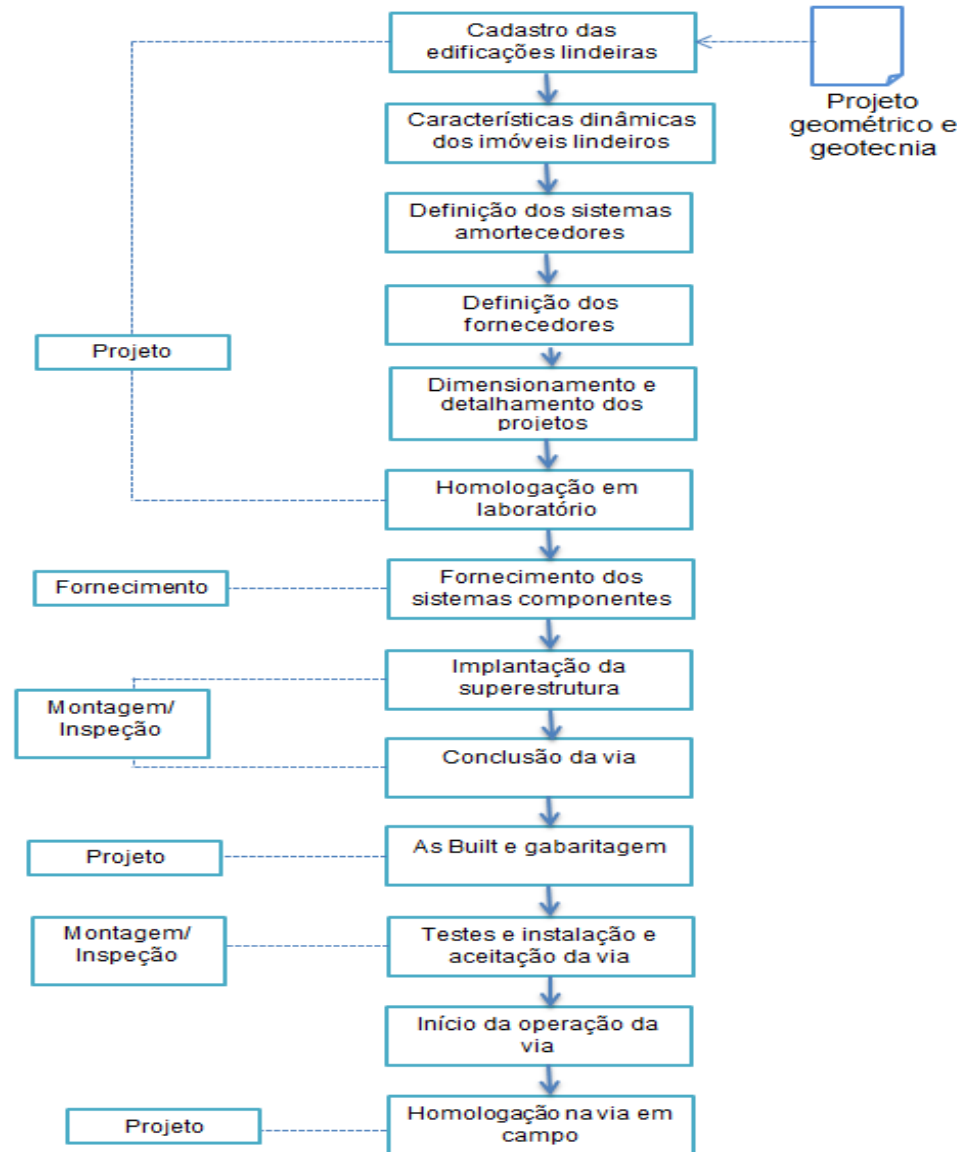 Cadastro das
edificações lindeiras
Projeto
geométrico e
geotecnia
Características dinâmicas
dos imóveis lindeiros
Definição dos sistemas
amortecedores
Definição dos
fornecedores
Projeto
Dimensionamento e
detalhamento dos
projetos
Homologação em
laboratório
Fornecimento
Fornecimento dos
sistemas componentes
Implantação da
superestrutura
Montagem/
Inspeção
Conclusão da via
Projeto
As Built e gabaritagem
Montagem/
Inspeção
Testes e instalação e
aceitação da via
Início da operação da
via
Projeto
Homologação na via em
campo